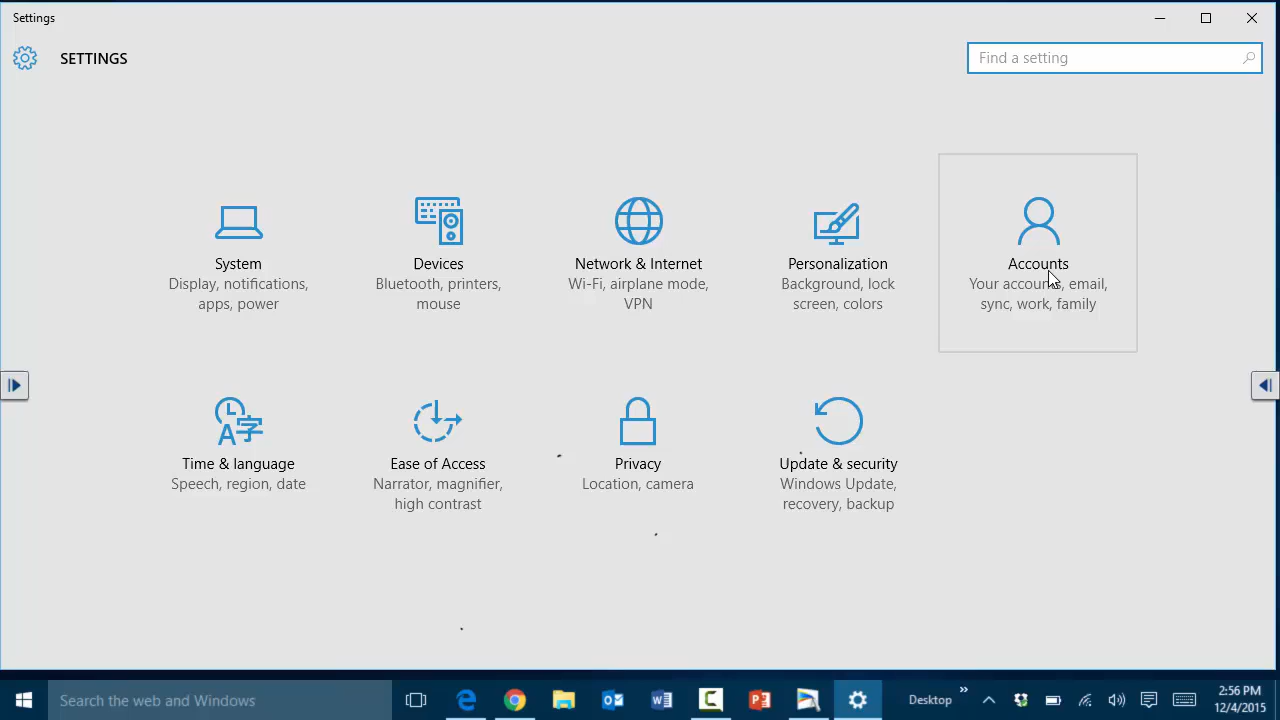 Settings
SETTINGS
Find a setting
System
Display, notifications,
apps, power
Devices
Bluetooth, printers,
mouse
Network & Internet
Wi-Fi, airplane mode,
VPN
Personalization
Background, lock
screen, colors
Accounts
Your accounts, email,
sync, work, family
A字
Time & language
Speech, region, date
Ease of Access
Narrator, magnifier,
high contrast
Privacy
Location, camera
Update & security
Windows Update,
recovery, backup
Search the web and Windows
Desktop
2:56 PM
12/4/2015